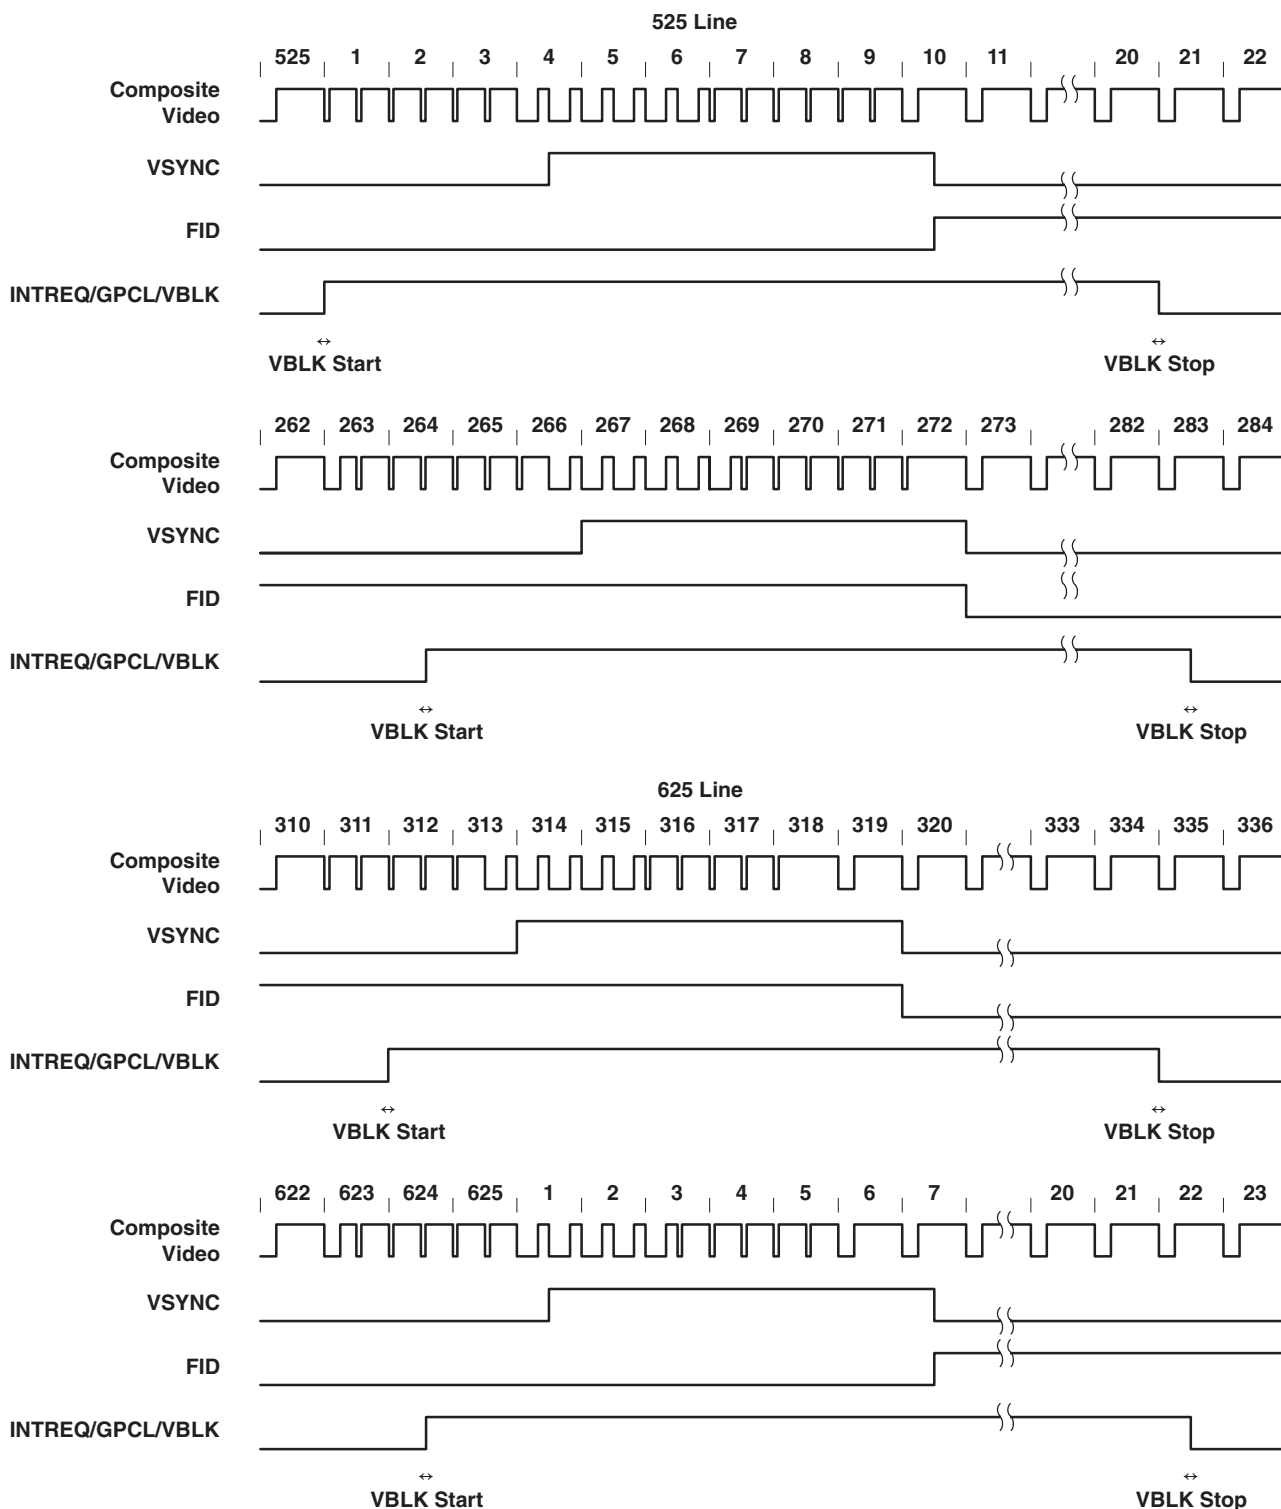 525 Line
525 1 2 3 4 5 6 7 8 9 10 11 20 21 22
Composite
Video
VSYNC
FID
INTREQ/GPCL/VBLK
VBLK Start VBLK Stop
262 263 264 265 266 267 268 269 270 271 272 273 282 283 284
Composite
Video
VSYNC
FID
INTREQ/GPCL/VBLK
VBLK Start VBLK Stop
625 Line
310 311 312 313 314 315 316 317 318 319 320 333 334 335 336
Composite
Video
VSYNC
FID
INTREQ/GPCL/VBLK
VBLK Start VBLK Stop
622 623 624 625 1 2 3 4 5 6 7 20 21 22 23
Composite
Video
VSYNC
FID
INTREQ/GPCL/VBLK
VBLK Start VBLK Stop